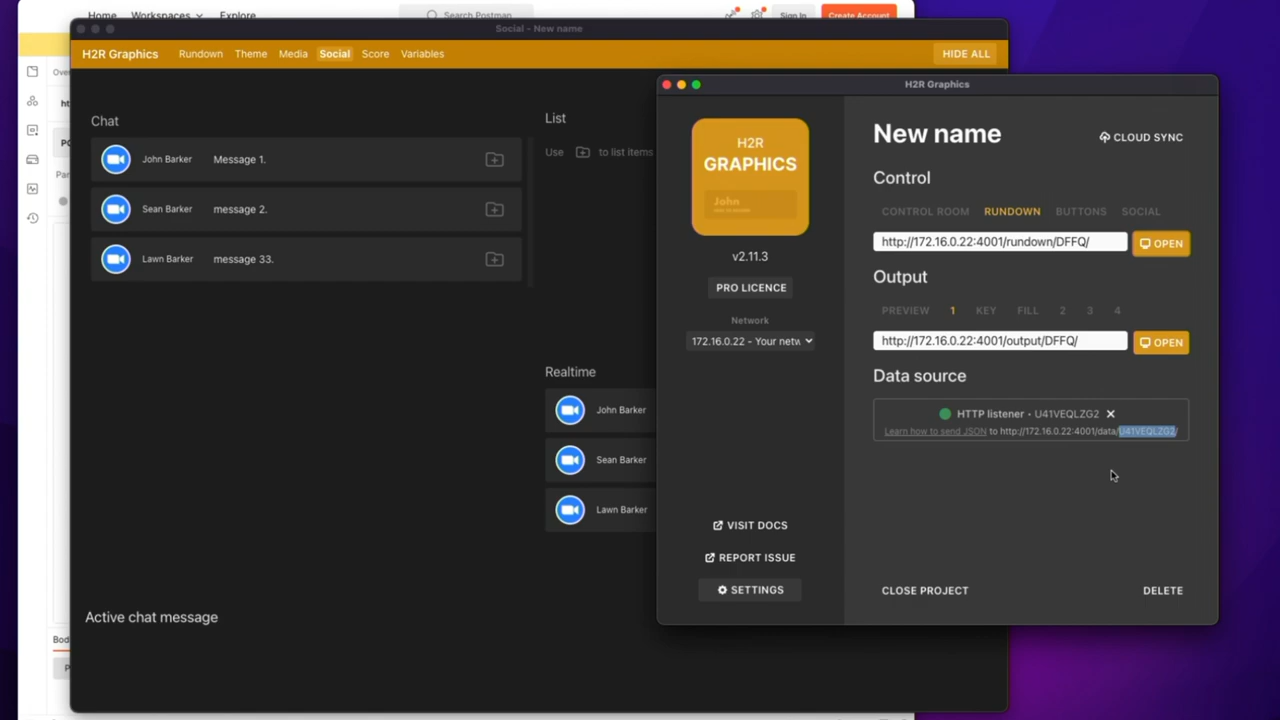 Home Workspaces Explore
Search Postman
Sign In
Create Account
Social - New name
H2R Graphics Rundown Theme Media Social Score Variables
HIDE ALL
Chat
John Barker Message 1.
Sean Barker message 2.
Lawn Barker message 33.
List
Use to list items
Realtime
John Barker
Sean Barker
Lawn Barker
Active chat message
H2R Graphics
H2R
GRAPHICS
John
v2.11.3
PRO LICENCE
Network
172.16.0.22 - Your netw
VISIT DOCS
REPORT ISSUE
SETTINGS
New name
CLOUD SYNC
Control
CONTROL ROOM RUNDOWN BUTTONS SOCIAL
http://172.16.0.22:4001/rundown/DFFQ/
OPEN
Output
PREVIEW 1 KEY FILL 2 3 4
http://172.16.0.22:4001/output/DFFQ/
OPEN
Data source
HTTP listener • U41VEQLZG2
Learn how to send JSON to http://172.16.0.22:4001/data/U41VEQLZG2/
CLOSE PROJECT
DELETE